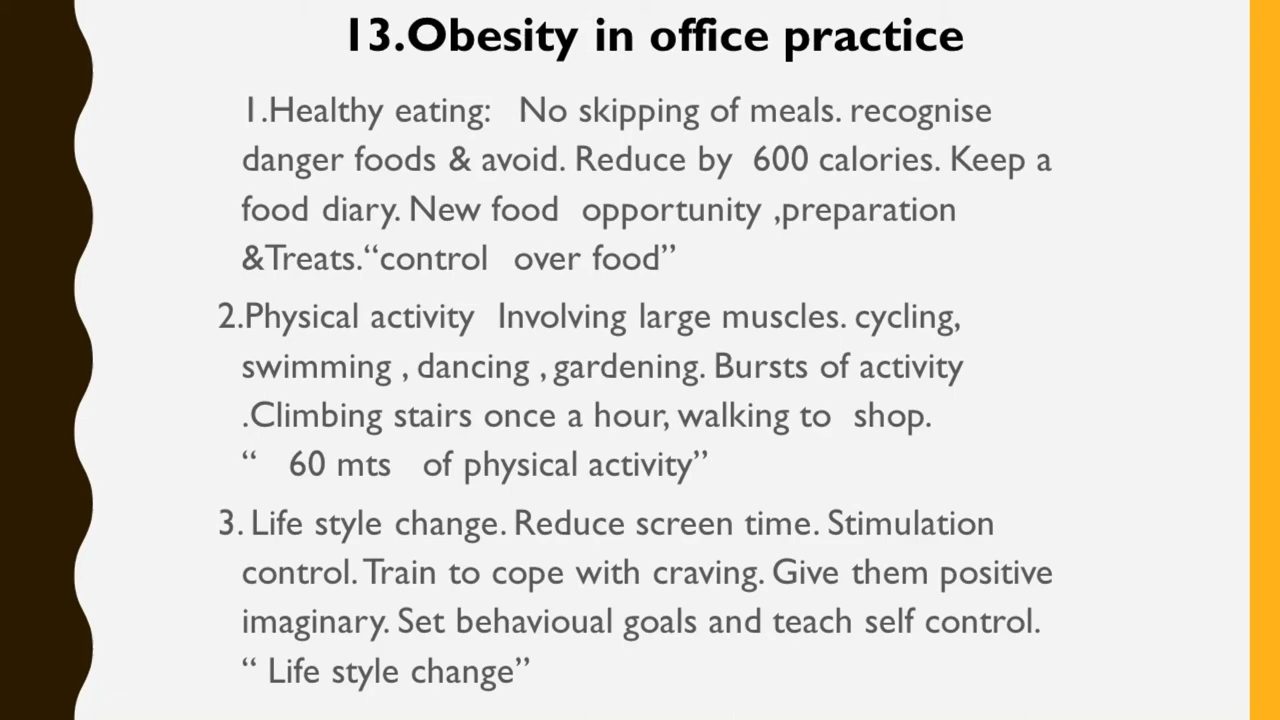 13.Obesity in office practice
1.Healthy eating: No skipping of meals. recognise
danger foods & avoid. Reduce by 600 calories. Keep a
food diary. New food opportunity ,preparation
&Treats.“control over food”
2.Physical activity Involving large muscles. cycling,
swimming , dancing , gardening. Bursts of activity
.Climbing stairs once a hour, walking to shop.
“ 60 mts of physical activity”
3. Life style change. Reduce screen time. Stimulation
control. Train to cope with craving. Give them positive
imaginary. Set behavioual goals and teach self control.
“ Life style change”